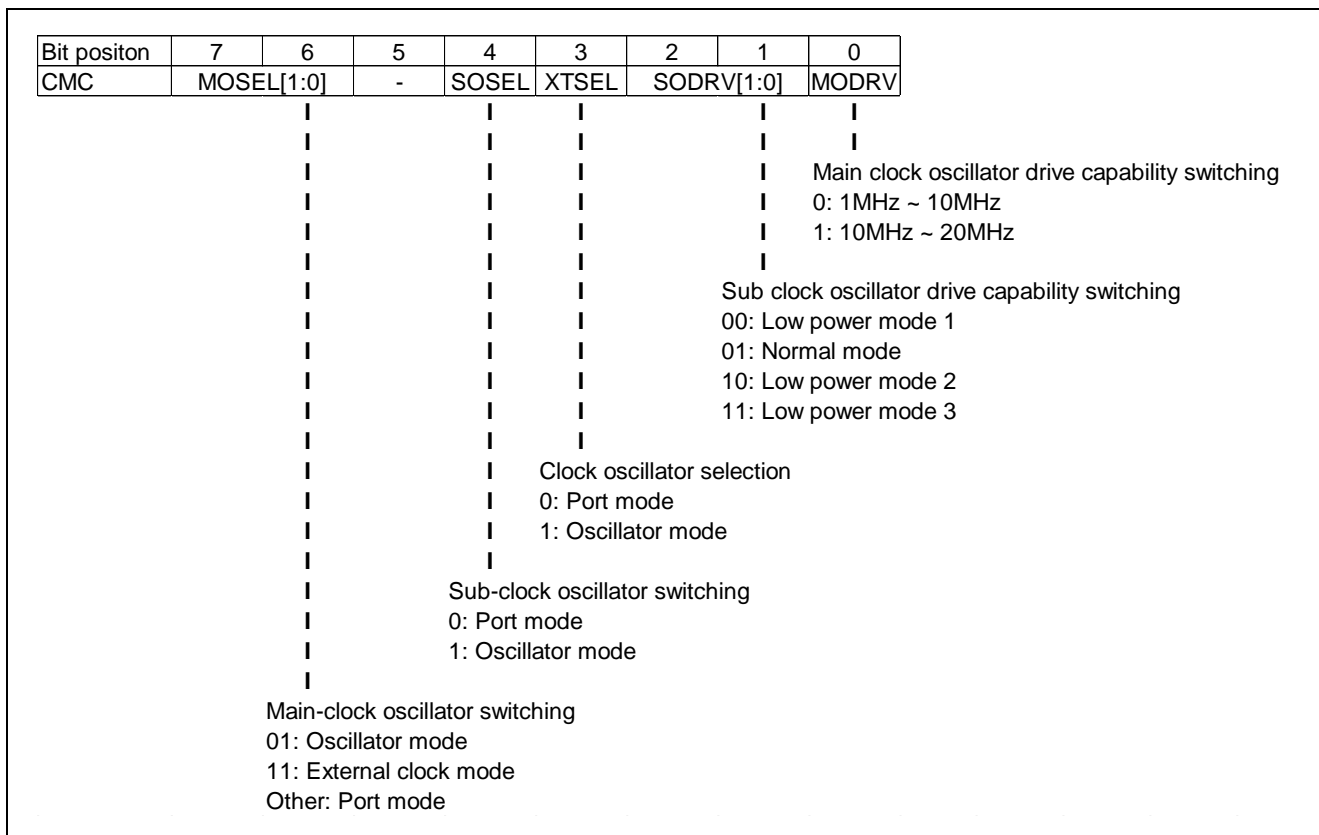 Bit positon 7 6 5 4 3 2 1 0
CMC MOSEL[1:0] - SOSEL XTSEL SODRV[1:0] MODRV
Main clock oscillator drive capability switching
0: 1MHz ~ 10MHz
1: 10MHz ~ 20MHz
Sub clock oscillator drive capability switching
00: Low power mode 1
01: Normal mode
10: Low power mode 2
11: Low power mode 3
Clock oscillator selection
0: Port mode
1: Oscillator mode
Sub-clock oscillator switching
0: Port mode
1: Oscillator mode
Main-clock oscillator switching
01: Oscillator mode
11: External clock mode
Other: Port mode